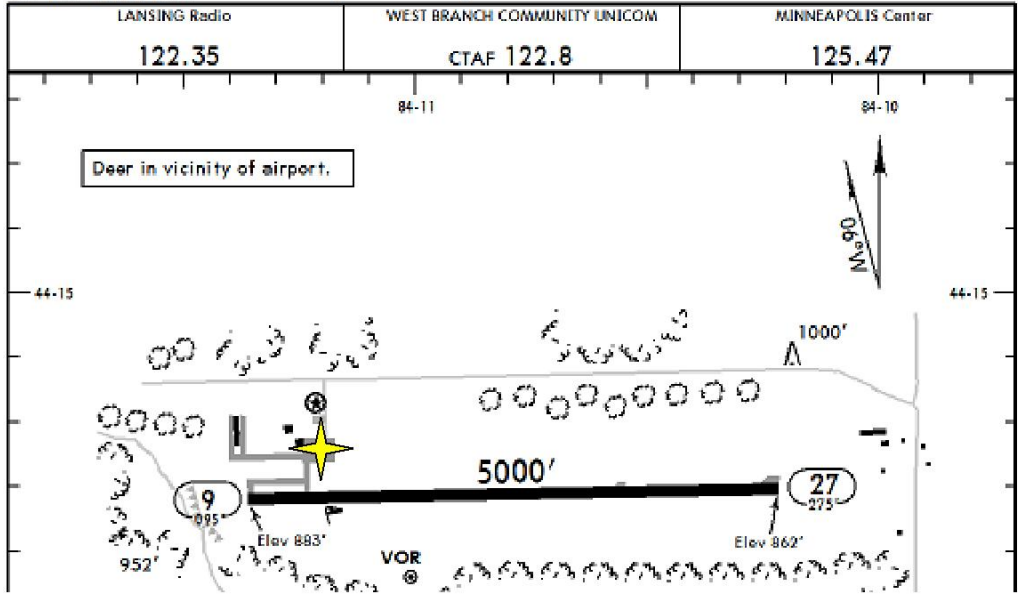 LANSING Radio
122.35
WEST BRANCH COMMUNITY UNICOM
CTAF 122.8
MINNEAPOLIS Center
125.47
84-11
84-10
Deer in vicinity of airport.
06°W
44-15
44-15
1000'
5000'
9
095°
27
275°
Elev 883'
Elev 862'
952'
VOR